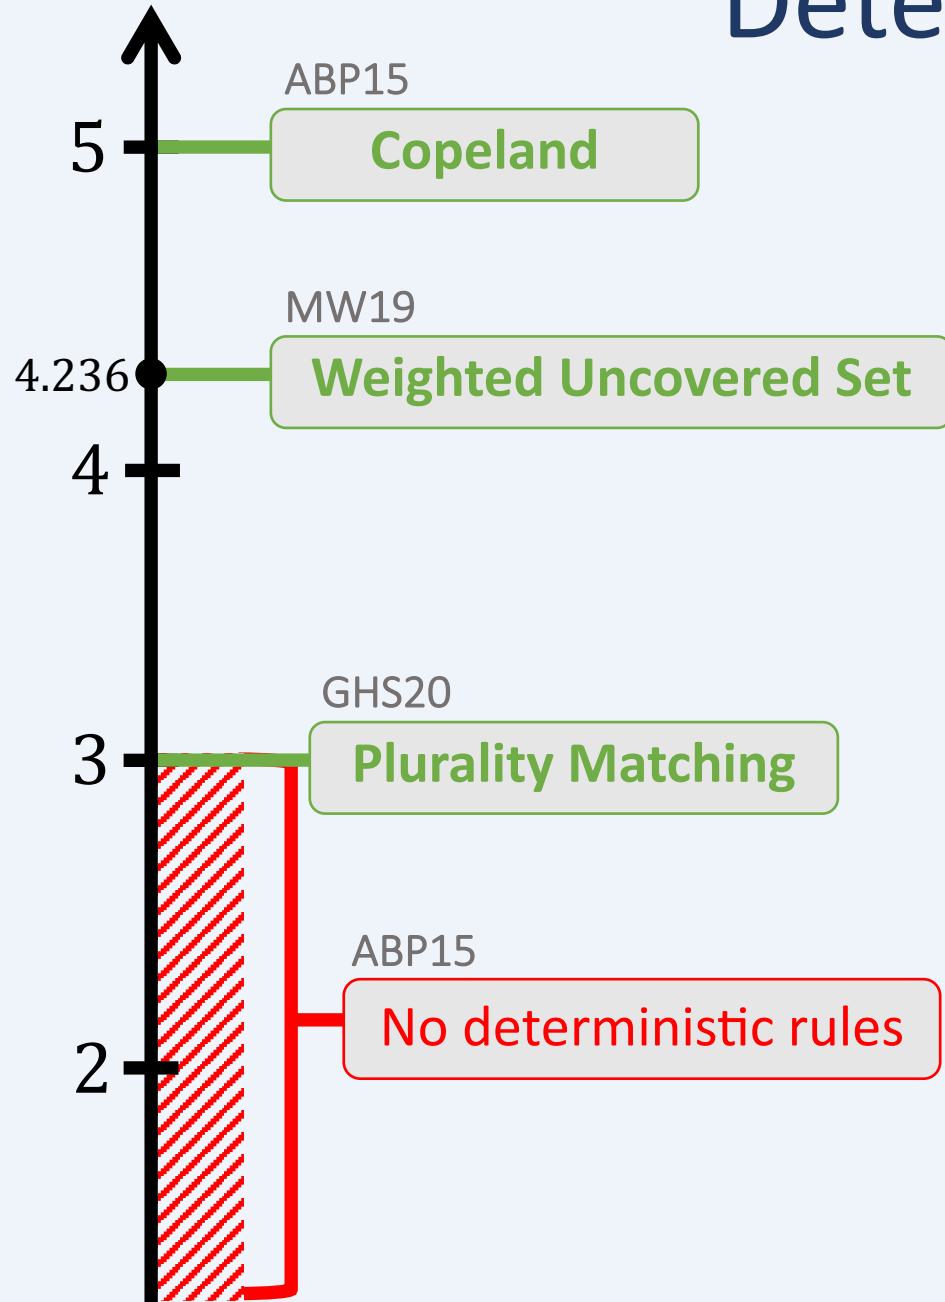 Dete
ABP15
5
Copeland
MW19
4.236
Weighted Uncovered Set
4
GHS20
3
Plurality Matching
ABP15
No deterministic rules
2